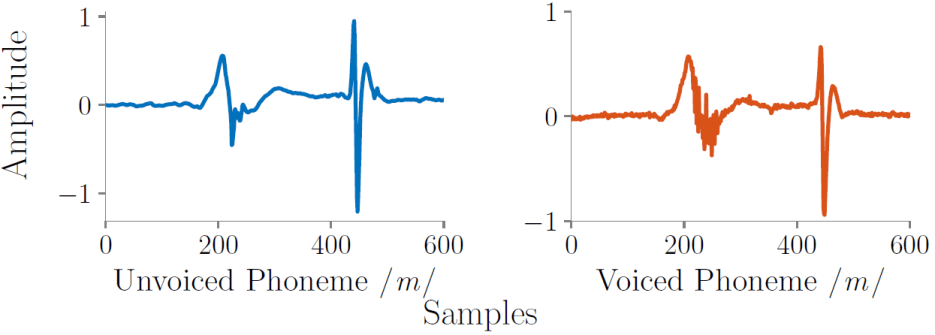 Amplitude
1
0
−1
0 200 400 600
Unvoiced Phoneme /m/
1
0
−1
0 200 400 600
Voiced Phoneme /m/
Samples